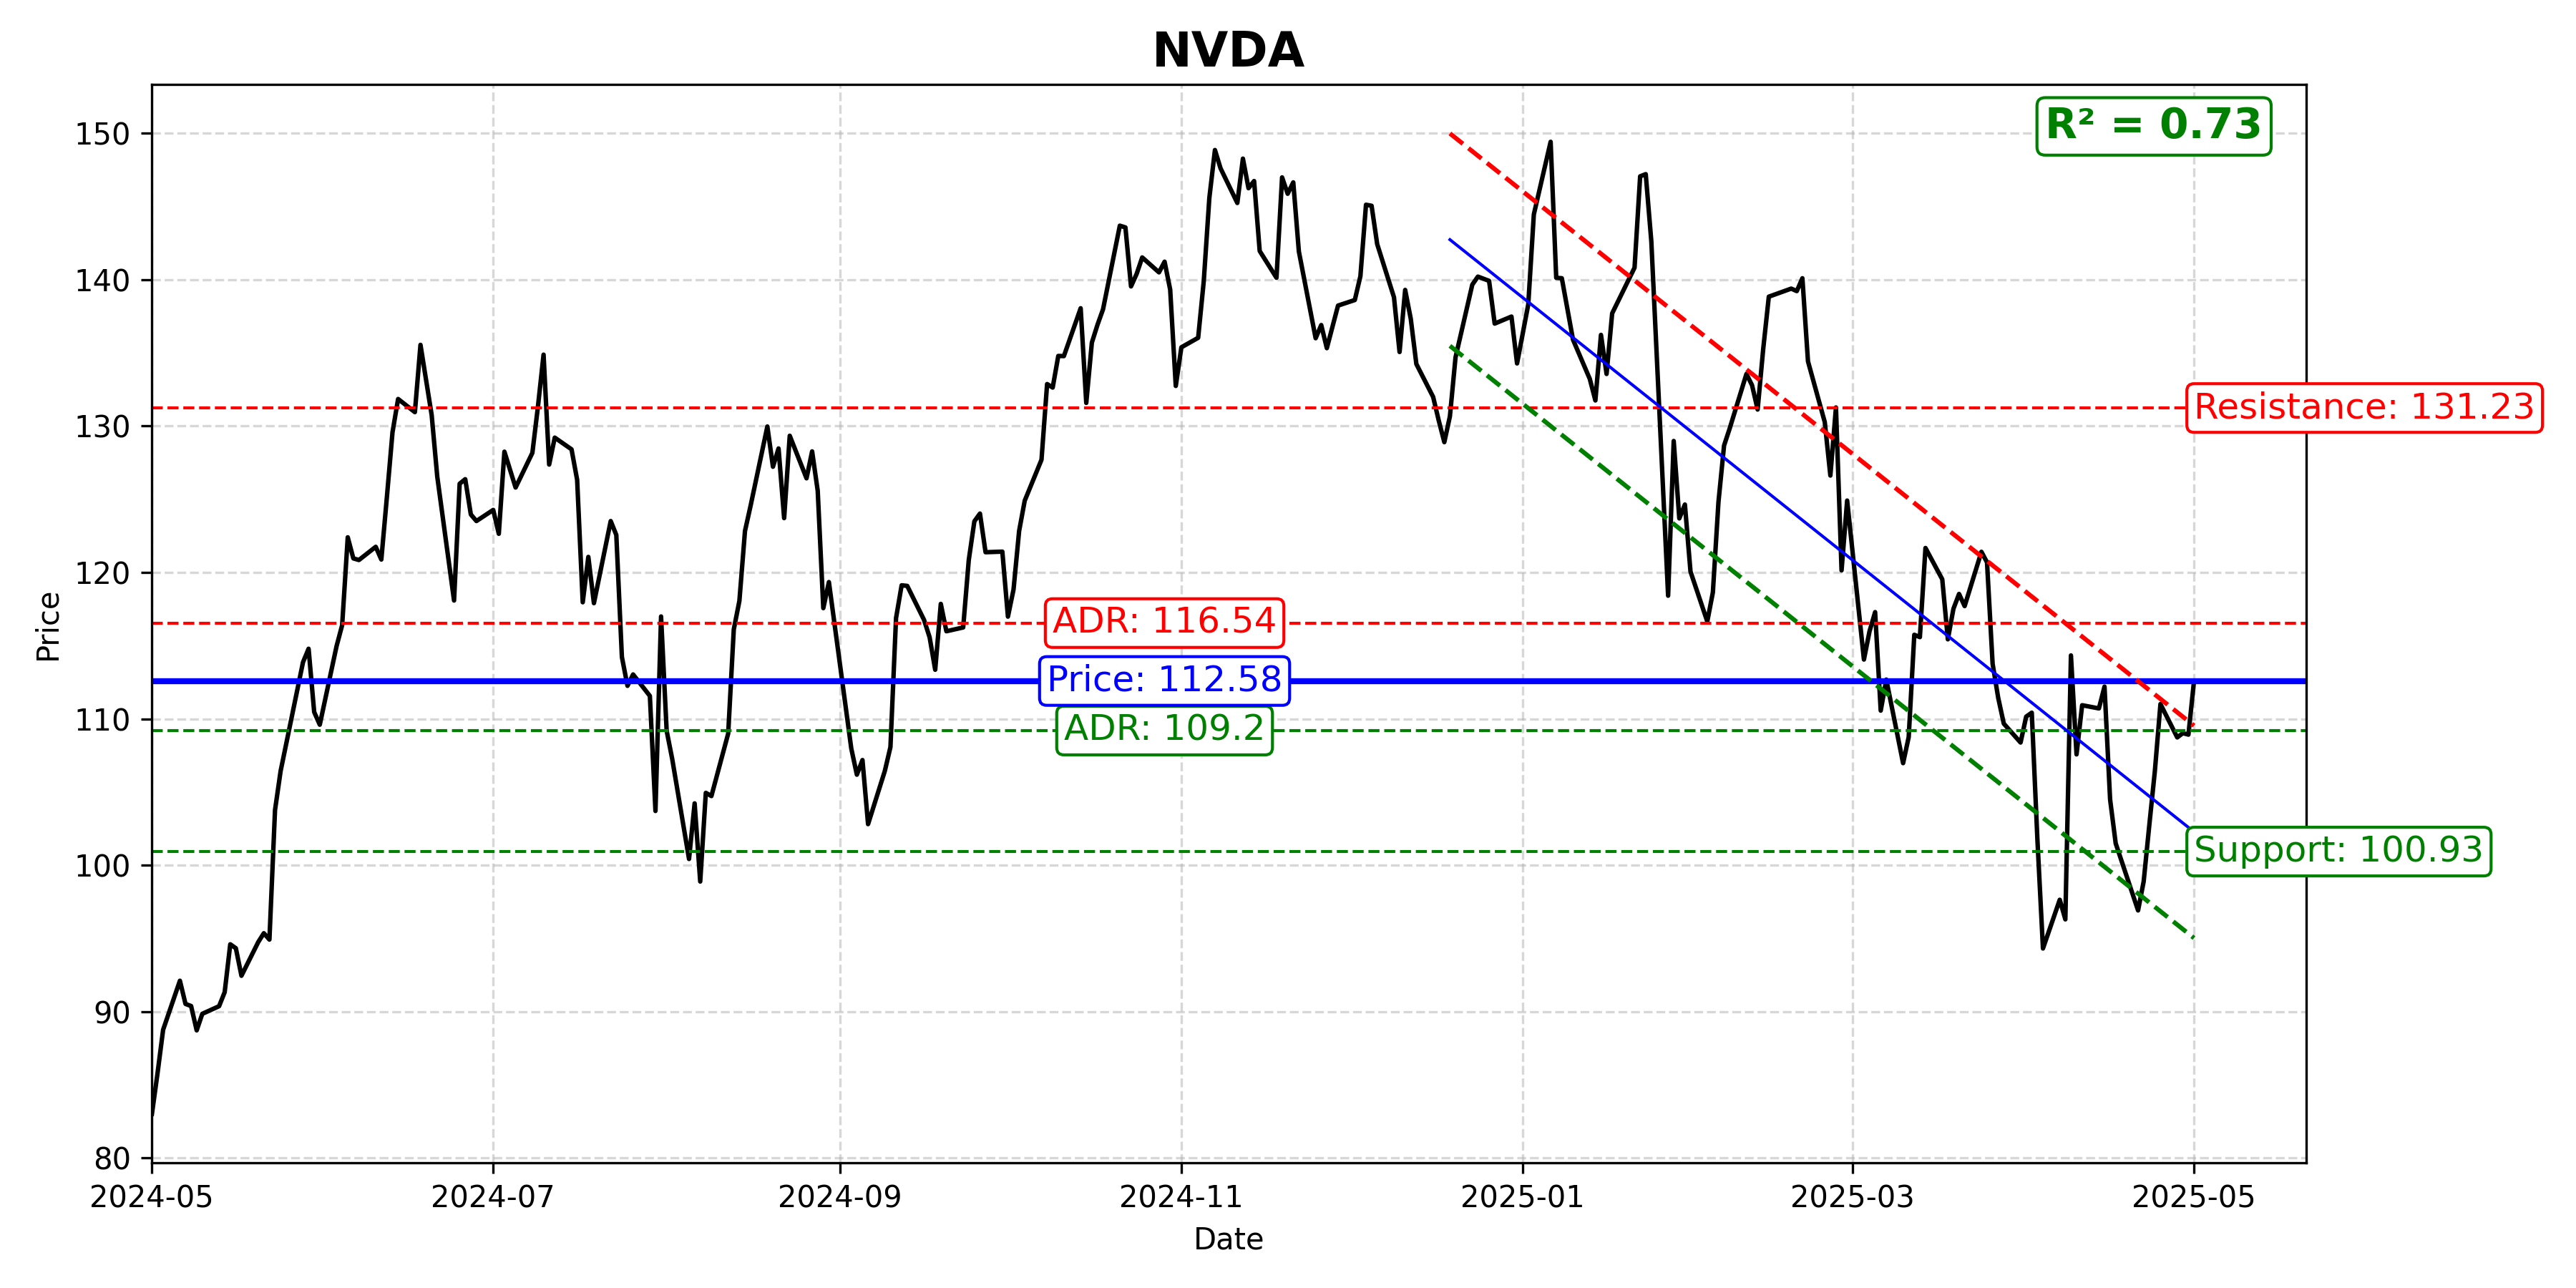 NVDA
R² = 0.73
150
140
130
120
110
100
90
80
Price
Resistance: 131.23
ADR: 116.54
Price: 112.58
ADR: 109.2
Support: 100.93
2024-05
2024-07
2024-09
2024-11
2025-01
2025-03
2025-05
Date